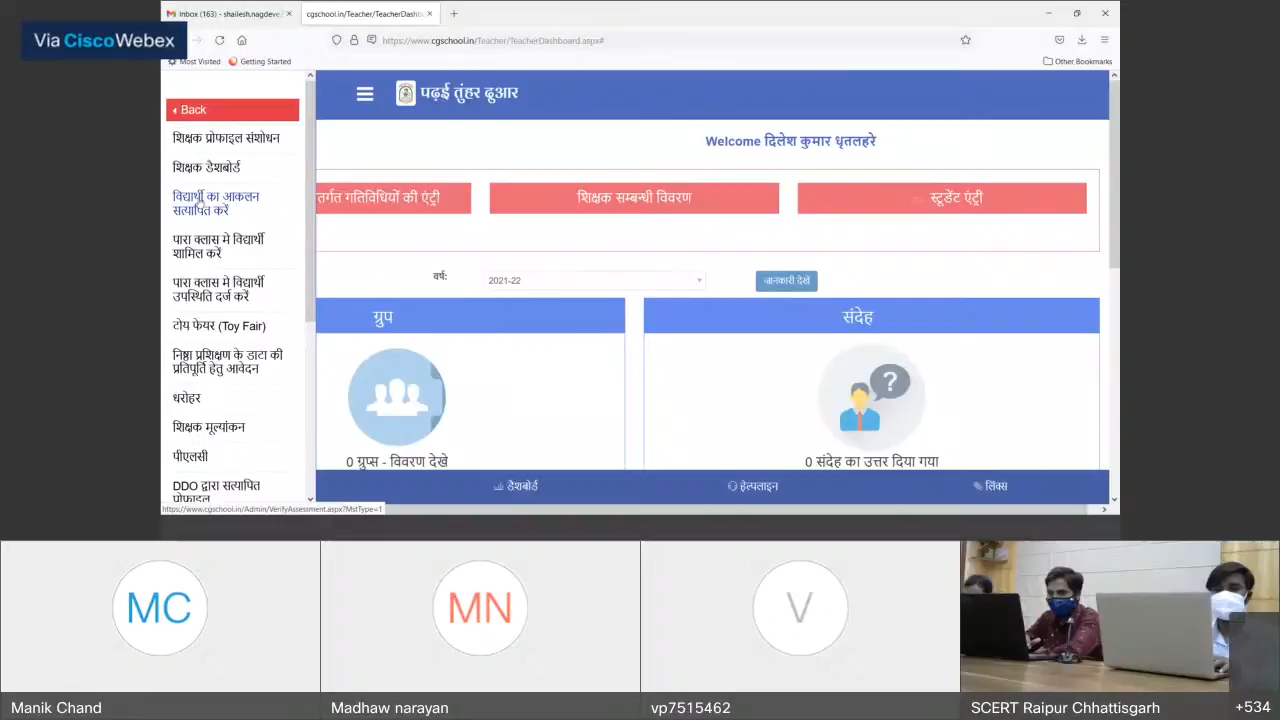 Inbox (163) - shailesh.nagdeve.
cgschool.in/Teacher/TeacherDashb
Via CiscoWebex
https://www.cgschool.in/Teacher/TeacherDashboard.aspx#
Most Visited
Getting Started
Other Bookmarks
Back
शिक्षक प्रोफाइल संशोधन
शिक्षक डैशबोर्ड
विद्यार्थी का आकलन
सत्यापित करें
पारा क्लास मे विद्यार्थी
शामिल करें
पारा क्लास मे विद्यार्थी
उपस्थिति दर्ज करें
टोय फेयर (Toy Fair)
निष्ठा प्रशिक्षण के डाटा की
प्रतिपूर्ति हेतु आवेदन
धरोहर
शिक्षक मूल्यांकन
पीएलसी
DDO द्वारा सत्यापित
प्रोफाइल
https://www.cgschool.in/Admin/VerifyAssessment.aspx?MstType=1
पढ़ई तुंहर दूआर
Welcome दिलेश कुमार धृतलहरे
तर्गत गतिविधियों की एंट्री
शिक्षक सम्बन्धी विवरण
स्टूडेंट एंट्री
वर्ष:
2021-22
जानकारी देखें
ग्रुप
संदेह
?
0 ग्रुप्स - विवरण देखे
0 संदेह का उत्तर दिया गया
डैशबोर्ड
हेल्पलाइन
लिंक्स
MC
MN
V
Manik Chand
Madhaw narayan
vp7515462
SCERT Raipur Chhattisgarh
+534